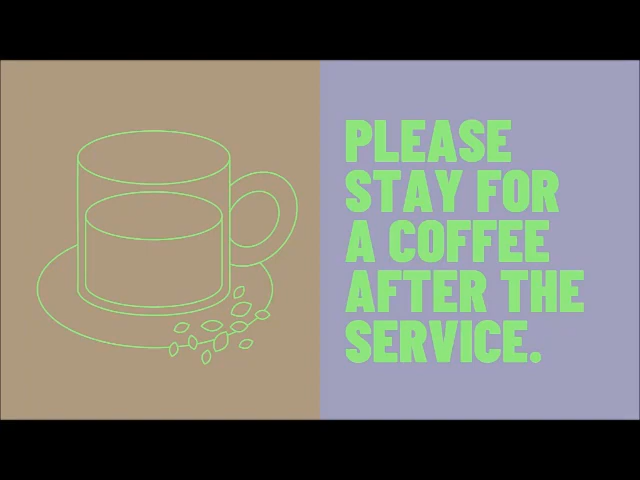 PLEASE
STAY FOR
A COFFEE
AFTER THE
SERVICE.